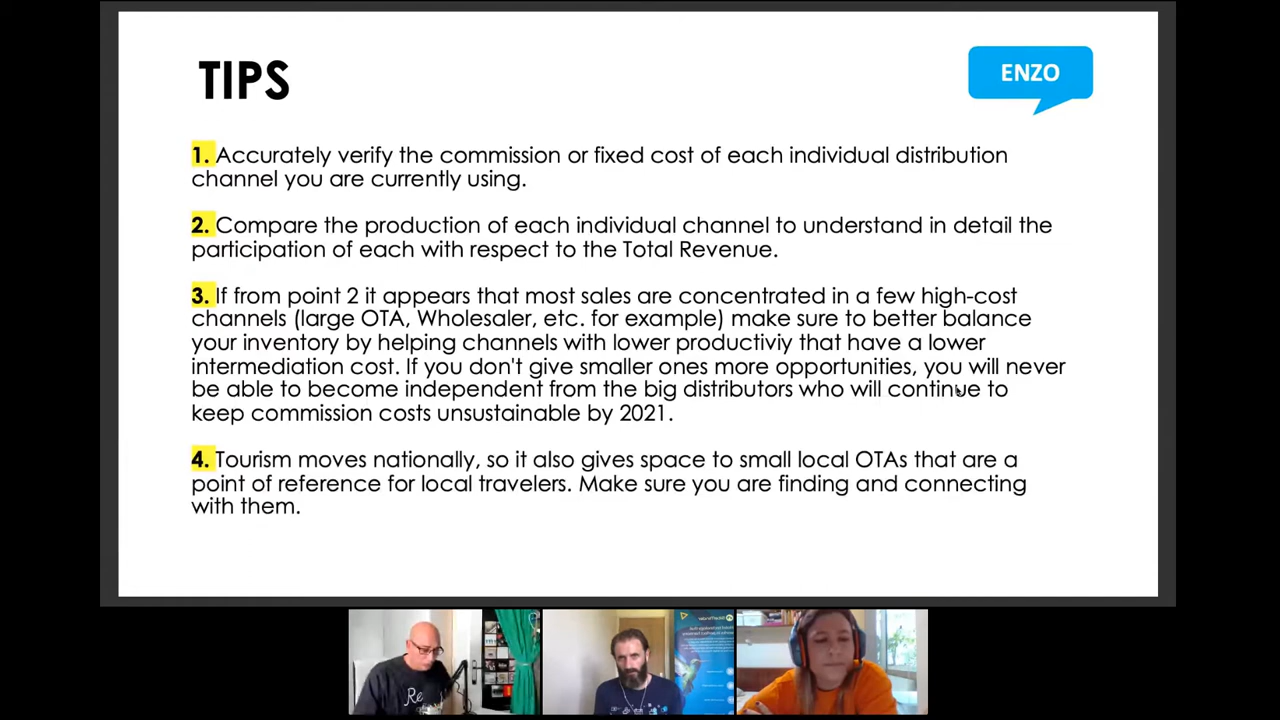 TIPS
ENZO
1. Accurately verify the commission or fixed cost of each individual distribution
channel you are currently using.
2. Compare the production of each individual channel to understand in detail the
participation of each with respect to the Total Revenue.
3. If from point 2 it appears that most sales are concentrated in a few high-cost
channels (large OTA, Wholesaler, etc. for example) make sure to better balance
your inventory by helping channels with lower productiviy that have a lower
intermediation cost. If you don't give smaller ones more opportunities, you will never
be able to become independent from the big distributors who will continue to
keep commission costs unsustainable by 2021.
4. Tourism moves nationally, so it also gives space to small local OTAs that are a
point of reference for local travelers. Make sure you are finding and connecting
with them.